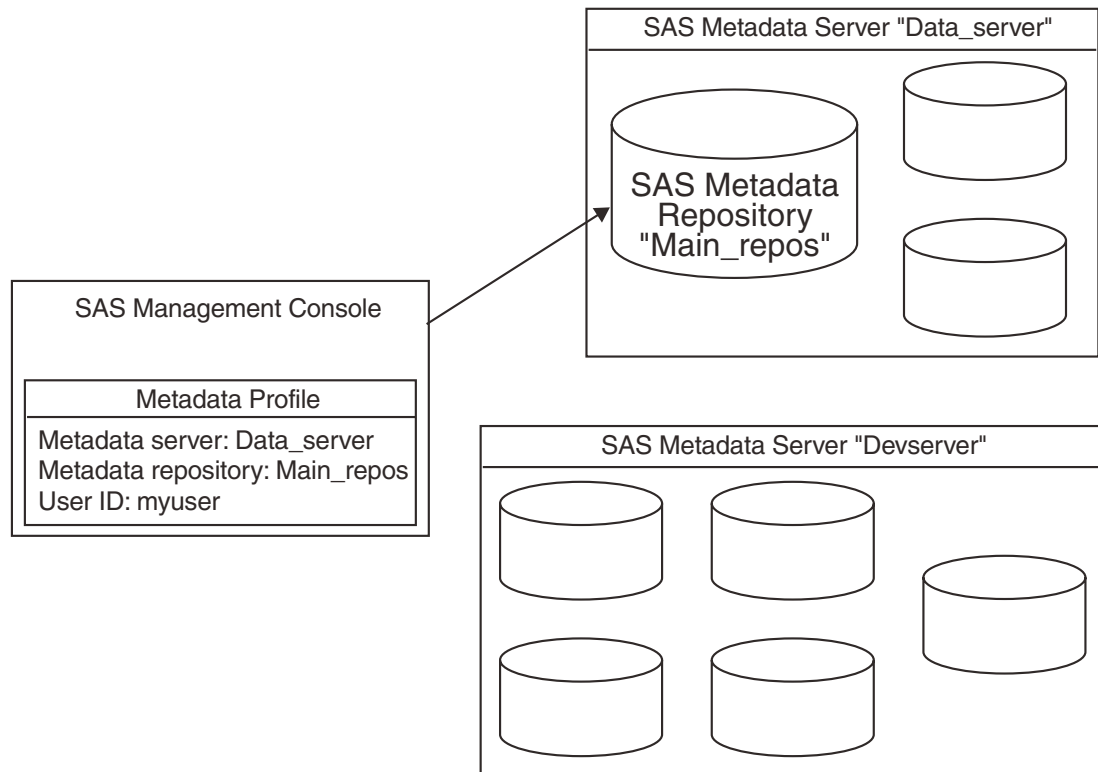 SAS Metadata Server "Data_server"
SAS Metadata
Repository
"Main_repos"
SAS Management Console
Metadata Profile
Metadata server: Data_server
Metadata repository: Main_repos
User ID: myuser
SAS Metadata Server "Devserver"